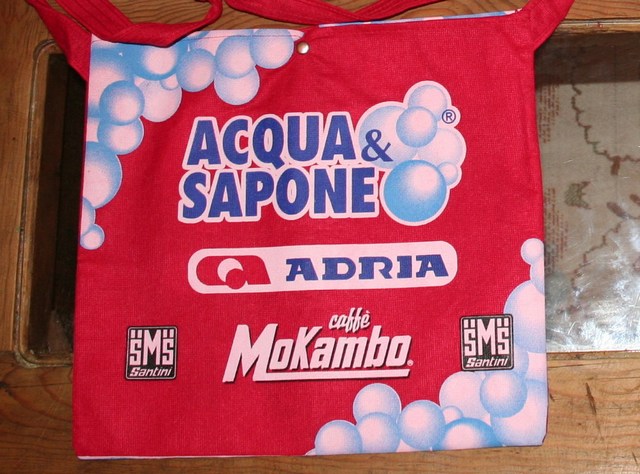 ACQUA &
SAPONE ®
ADRIA
caffè
MoKambo®
SMS
Santini
SMS
Santini